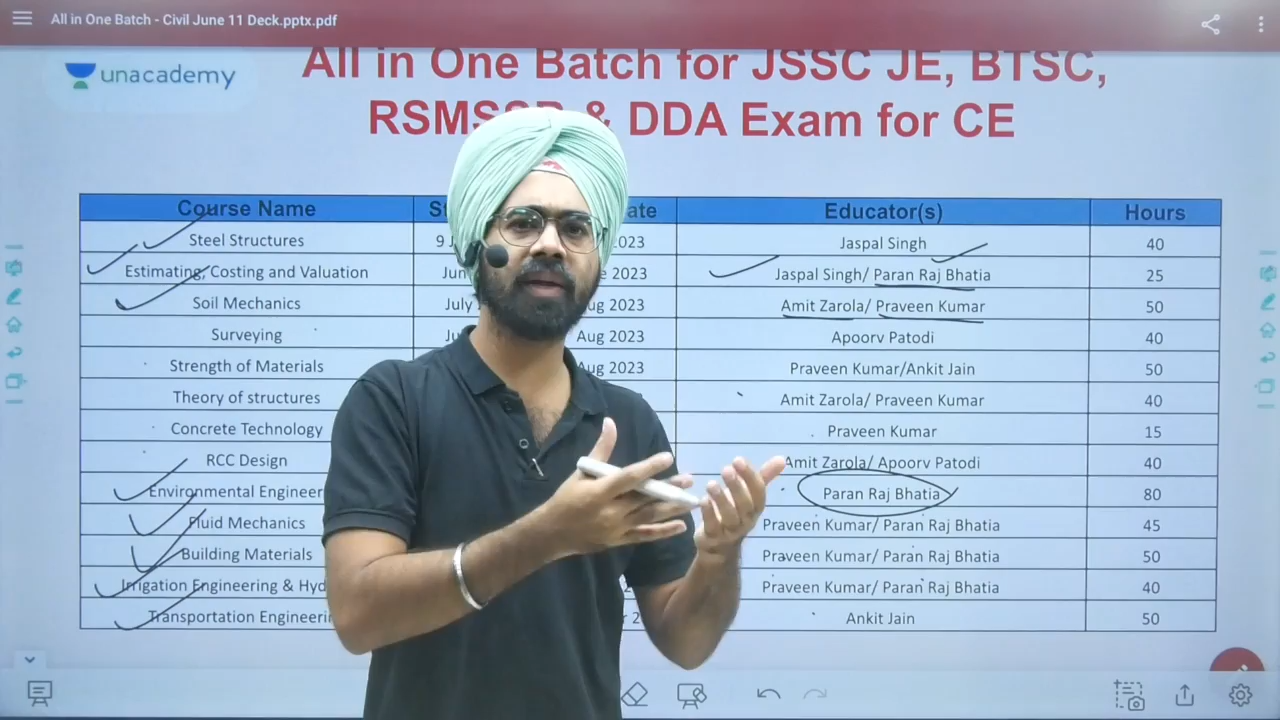 All in One Batch - Civil June 11 Deck.pptx.pdf
unacademy
All in One Batch for JSSC JE, BTSC,
& DDA Exam for CE
Course Name Educator(s) Hours
Steel Structures Jaspal Singh 40
Estimating, Costing and Valuation 2023 Jaspal Singh/ Paran Raj Bhatia 25
Soil Mechanics July 2023 Amit Zarola/ Praveen Kumar 50
Surveying Aug 2023 Apoorv Patodi 40
Strength of Materials Aug 2023 Praveen Kumar/Ankit Jain 50
Theory of structures Amit Zarola/ Praveen Kumar 40
Concrete Technology Praveen Kumar 15
RCC Design Amit Zarola/ Apoorv Patodi 40
Environmental Paran Raj Bhatia 80
Fluid Mechanics Praveen Kumar/ Paran Raj Bhatia 45
Building Materials Praveen Kumar/ Paran Raj Bhatia 50
Irrigation Engineering & Praveen Kumar/ Paran Raj Bhatia 40
Transportation Ankit Jain 50